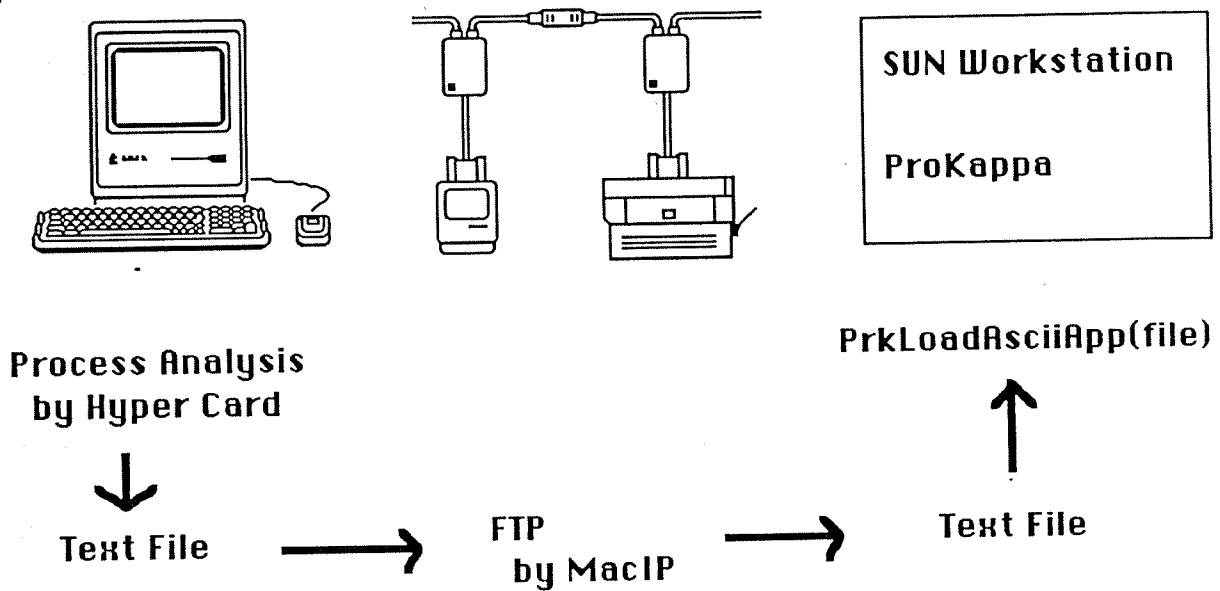 SUN Workstation
ProKappa
Process Analysis
by Hyper Card
PrkLoadAsciiApp(file)
Text File
FTP
by MacIP
Text File